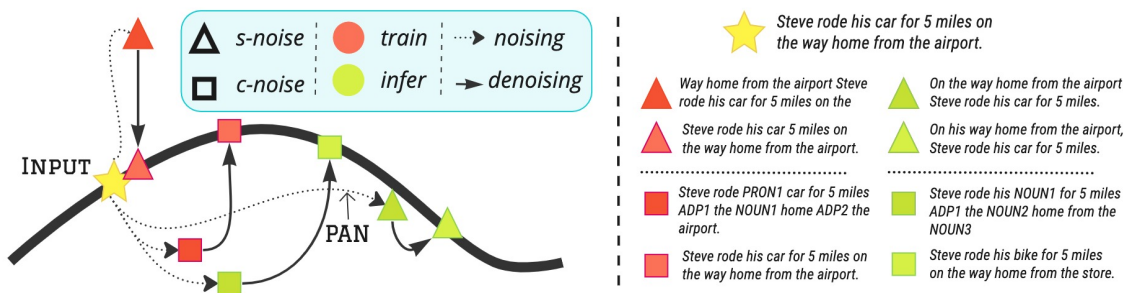 s-noise
train
noising
c-noise
infer
denoising
INPUT
PAN
Steve rode his car for 5 miles on
the way home from the airport.
Way home from the airport Steve
rode his car for 5 miles on the
Steve rode his car 5 miles on
the way home from the airport.
On the way home from the airport
Steve rode his car for 5 miles.
On his way home from the airport,
Steve rode his car for 5 miles.
Steve rode PRON1 car for 5 miles
ADP1 the NOUN1 home ADP2 the
airport.
Steve rode his car for 5 miles on
the way home from the airport.
Steve rode his NOUN1 for 5 miles
ADP1 the NOUN2 home from the
NOUN3
Steve rode his bike for 5 miles
on the way home from the store.